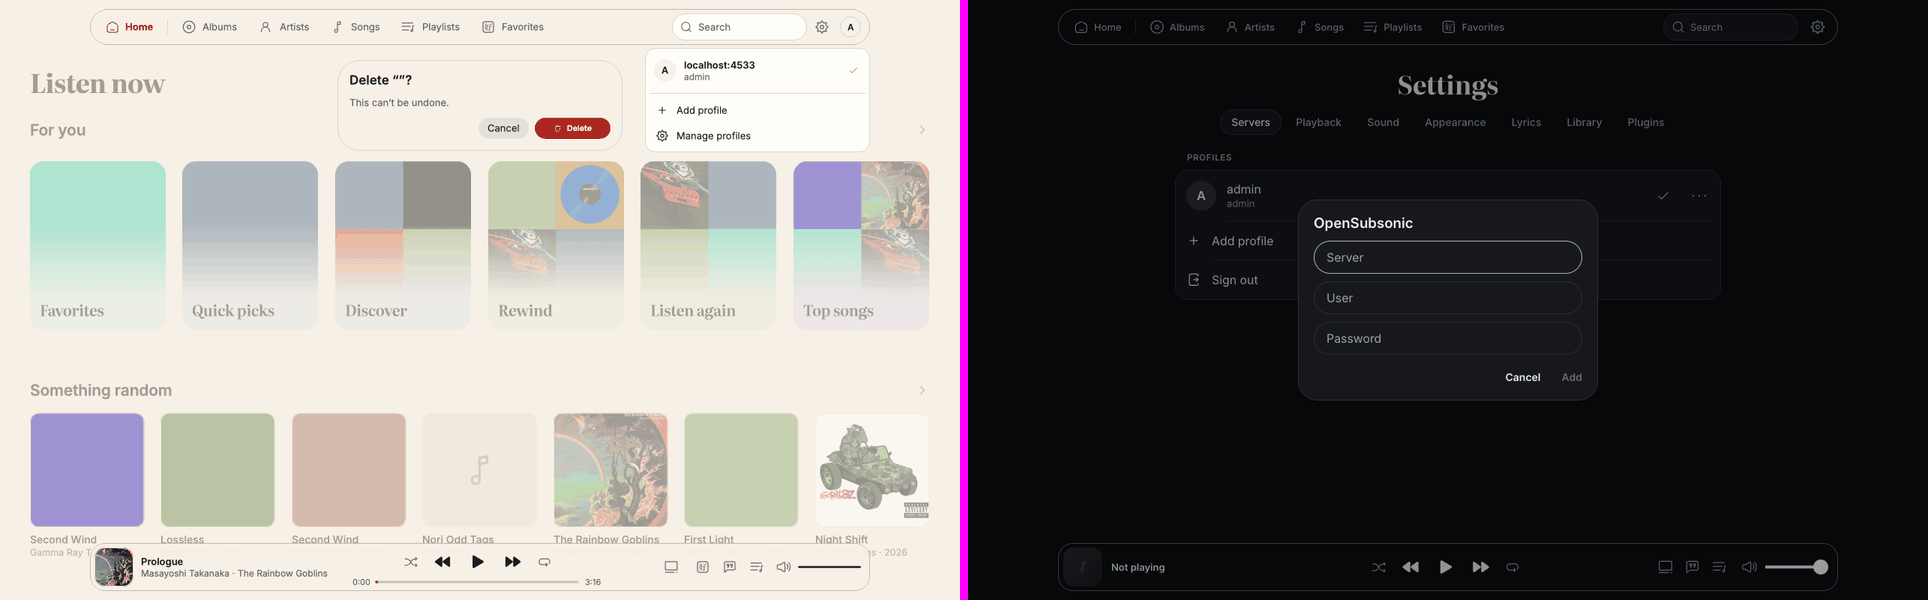 Home
Albums
Artists
Songs
Playlists
Favorites
Search
A
Listen now
Delete “”?
This can't be undone.
Cancel
Delete
A
localhost:4533
admin
Add profile
Manage profiles
For you
Favorites
Quick picks
Discover
Rewind
Listen again
Top songs
Something random
GORILLAZ
Second Wind
Lossless
Second Wind
Nori Odd Tags
The Rainbow Goblins
First Light
Night Shift
Gamma Ray T
s · 2026
Prologue
Masayoshi Takanaka · The Rainbow Goblins
0:00
3:16
Home
Albums
Artists
Songs
Playlists
Favorites
Search
Settings
Servers
Playback
Sound
Appearance
Lyrics
Library
Plugins
PROFILES
A
admin
admin
Add profile
Sign out
OpenSubsonic
Server
User
Password
Cancel
Add
Not playing